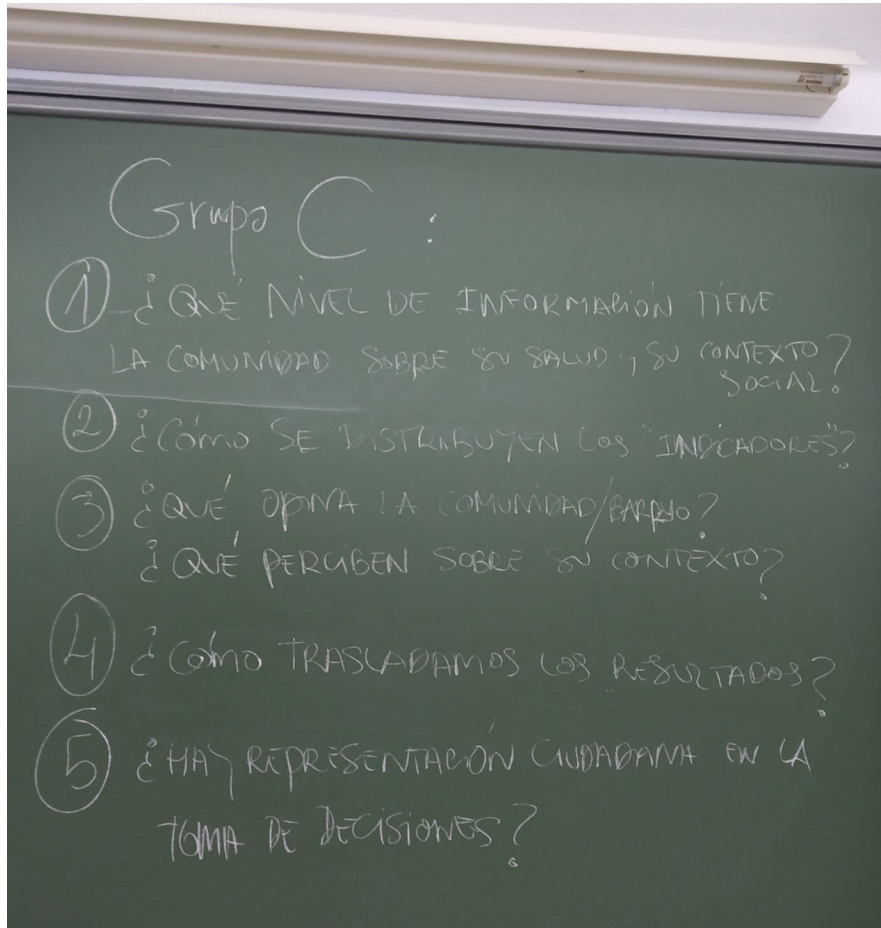 Grupo C :
1 - ¿QUÉ NIVEL DE INFORMACIÓN TIENE
LA COMUNIDAD SOBRE SU SALUD y SU CONTEXTO
SOCIAL?
2 ¿CÓMO SE DISTRIBUYEN LOS "INDICADORES"?
3 ¿QUÉ OPINA LA COMUNIDAD/BARRIO?
¿QUÉ PERCIBEN SOBRE SU CONTEXTO?
4 ¿CÓMO TRASLADAMOS LOS RESULTADOS?
5 ¿HAY REPRESENTACIÓN CIUDADANA EN LA
TOMA DE DECISIONES?